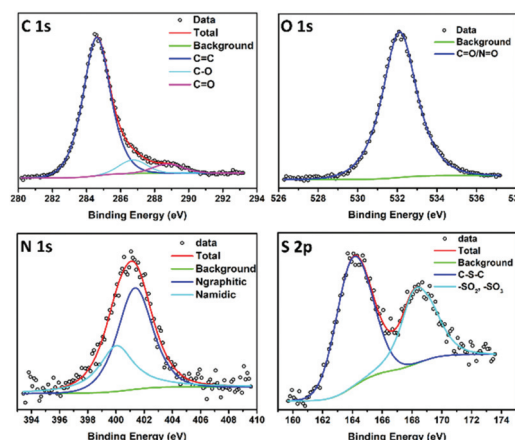 C 1s
Data
Total
Background
C=C
C-O
C=O
280 282 284 286 288 290 292 294
Binding Energy (eV)
O 1s
Data
Background
C=O/N=O
526 528 530 532 534 536
Binding Energy (eV)
N 1s
data
Total
Background
Ngraphitic
Namidic
394 396 398 400 402 404 406 408 410
Binding Energy (eV)
S 2p
data
Total
Background
C-S-C
-SO₂, -SO₃
160 162 164 166 168 170 172 174
Binding Energy (eV)